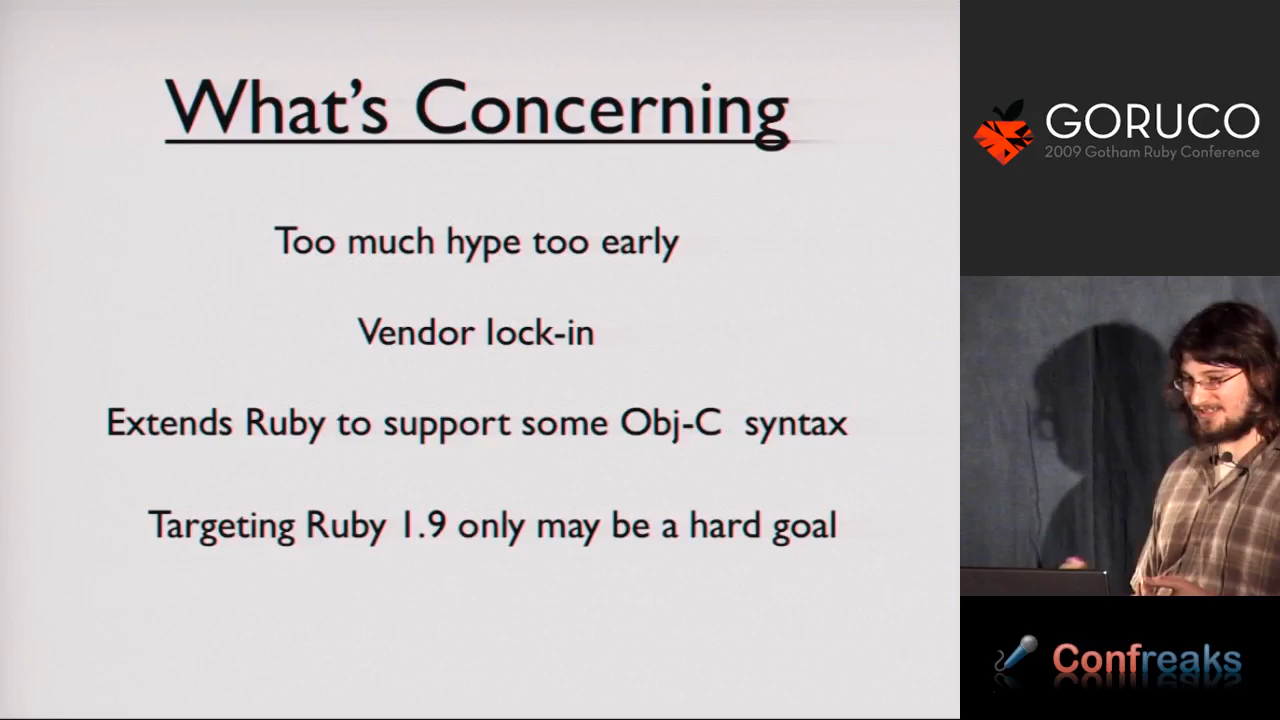 What's Concerning
Too much hype too early
Vendor lock-in
Extends Ruby to support some Obj-C  syntax
Targeting Ruby 1.9 only may be a hard goal
GORUCO
2009 Gotham Ruby Conference
Confreaks